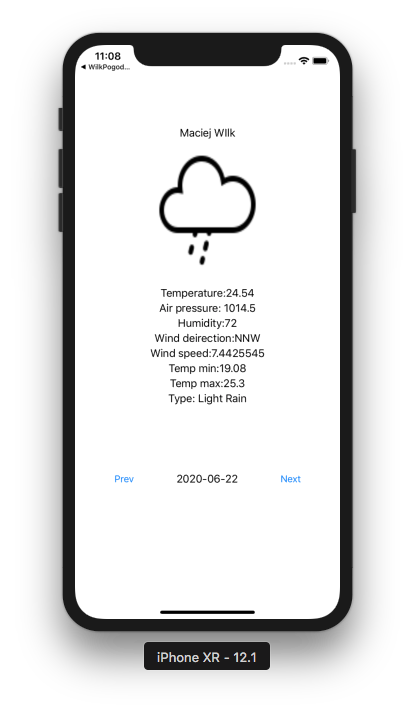 11:08
◀ WilkPogod...
Maciej WIlk
Temperature:24.54
Air pressure: 1014.5
Humidity:72
Wind deirection:NNW
Wind speed:7.4425545
Temp min:19.08
Temp max:25.3
Type: Light Rain
Prev 2020-06-22 Next
iPhone XR - 12.1